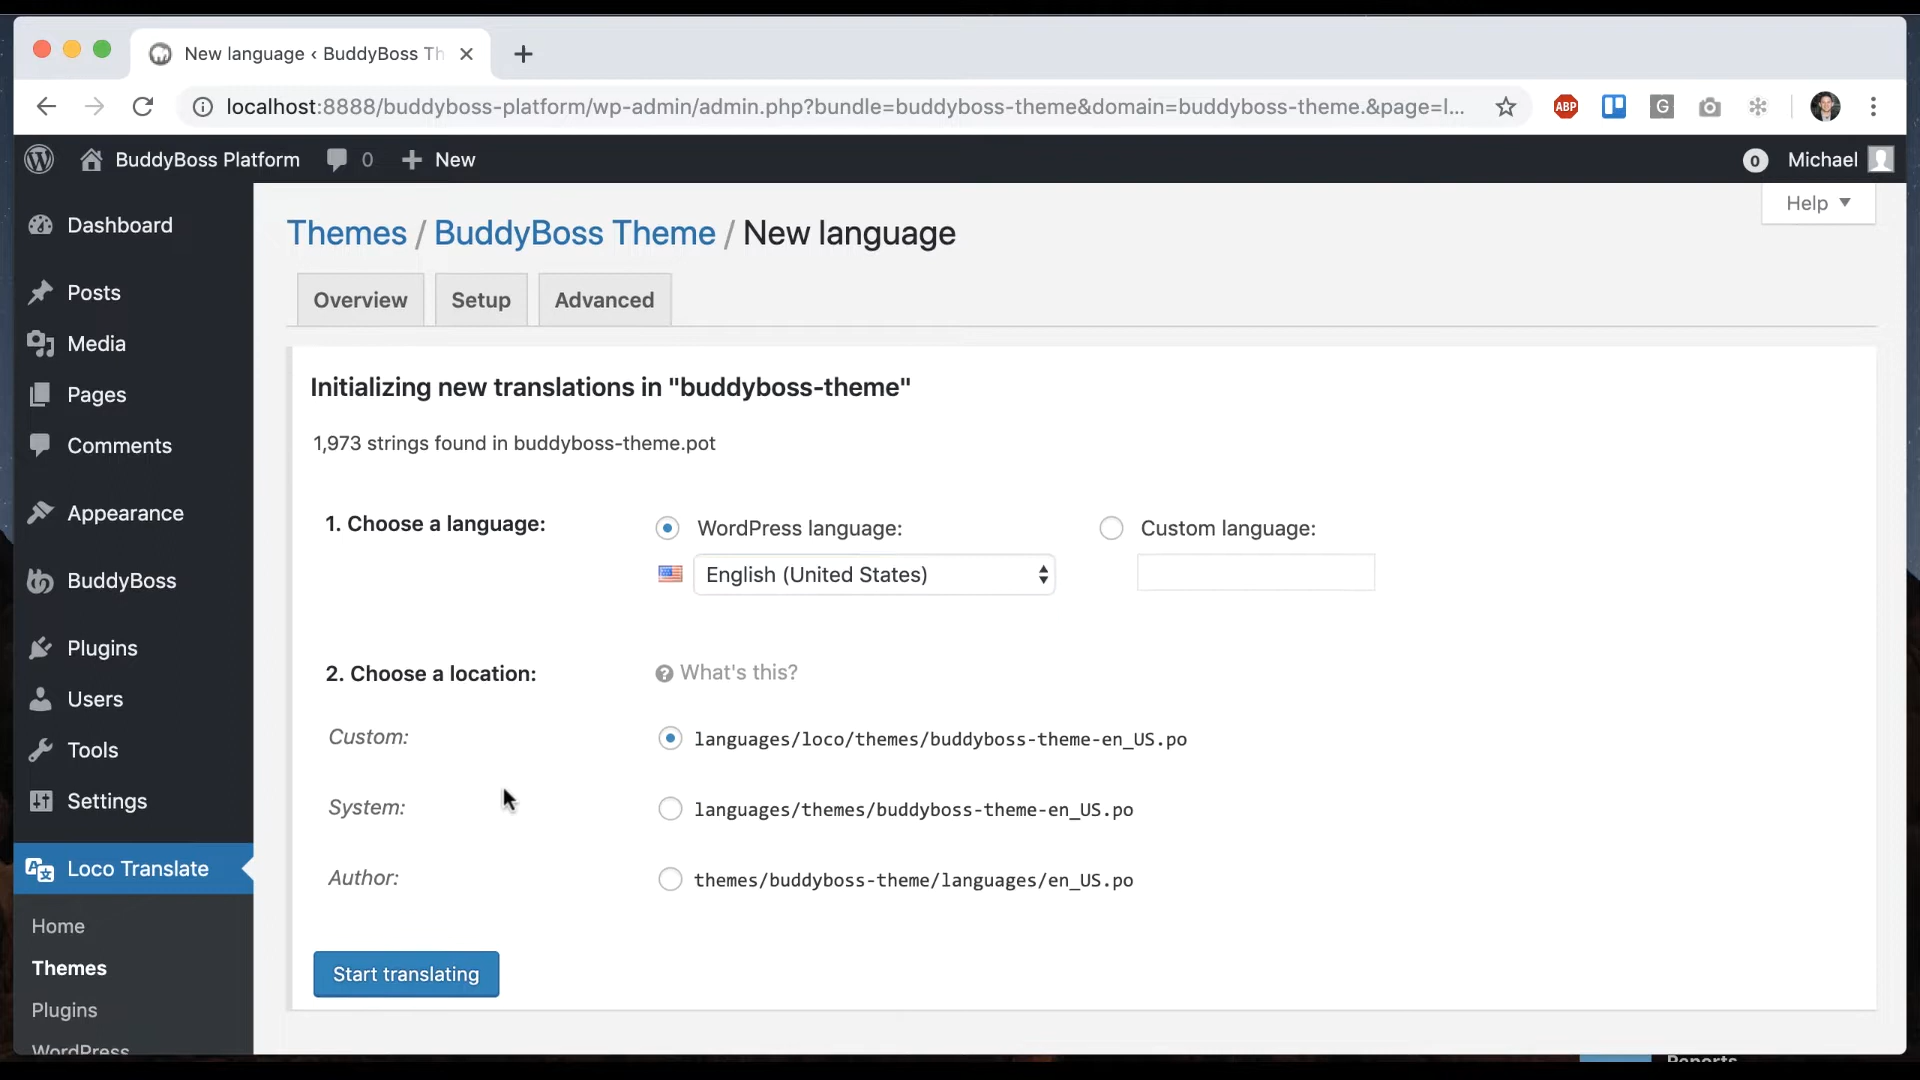 New language ‹ BuddyBoss Th
localhost:8888/buddyboss-platform/wp-admin/admin.php?bundle=buddyboss-theme&domain=buddyboss-theme.&page=l...
ABP
G
BuddyBoss Platform
0
New
0
Michael
Help
Dashboard
Posts
Media
Pages
Comments
Appearance
BuddyBoss
Plugins
Users
Tools
Settings
Loco Translate
Home
Themes
Plugins
WordPress
Themes / BuddyBoss Theme / New language
Overview
Setup
Advanced
Initializing new translations in "buddyboss-theme"
1,973 strings found in buddyboss-theme.pot
1. Choose a language:
WordPress language:
English (United States)
Custom language:
2. Choose a location:
What's this?
Custom:
languages/loco/themes/buddyboss-theme-en_US.po
System:
languages/themes/buddyboss-theme-en_US.po
Author:
themes/buddyboss-theme/languages/en_US.po
Start translating
Reports